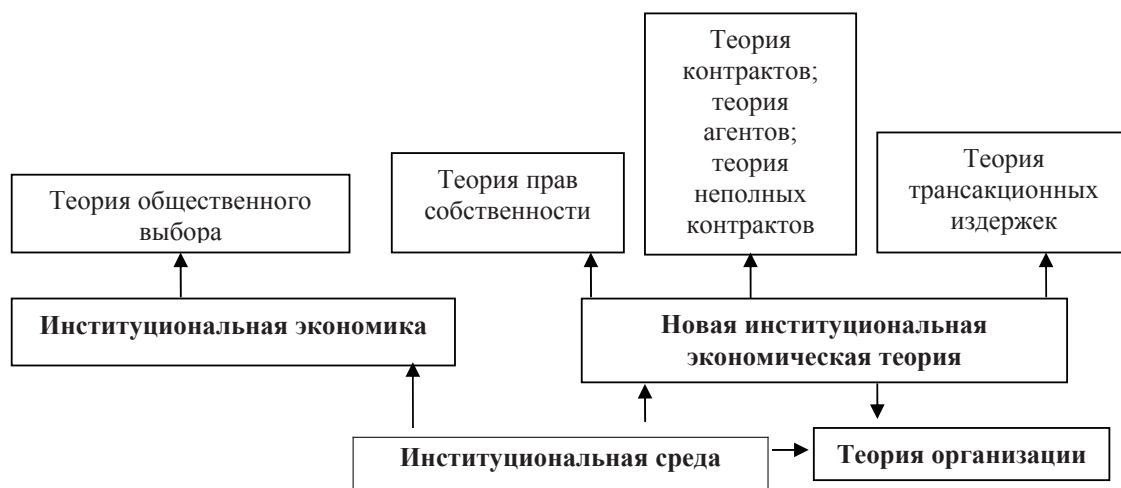 Теория общественного
выбора
Теория прав
собственности
Теория
контрактов;
теория
агентов;
теория
неполных
контрактов
Теория
трансакционных
издержек
Институциональная экономика
Новая институциональная
экономическая теория
Институциональная среда
Теория организации